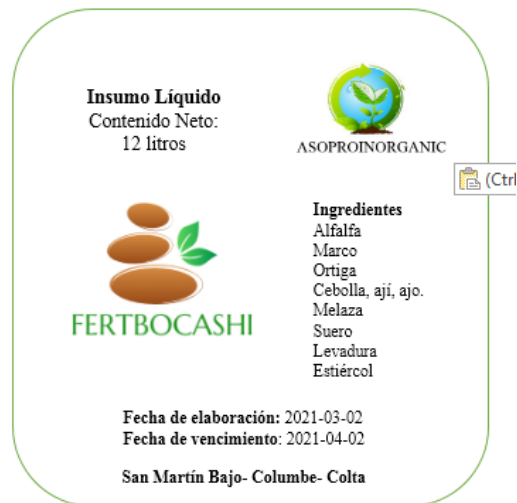 Insumo Líquido
Contenido Neto:
12 litros
ASOPROINORGANIC
(Ctrl
FERTBOCASHI
Ingredientes
Alfalfa
Marco
Ortiga
Cebolla, ají, ajo.
Melaza
Suero
Levadura
Estiércol
Fecha de elaboración: 2021-03-02
Fecha de vencimiento: 2021-04-02
San Martín Bajo- Columbe- Colta